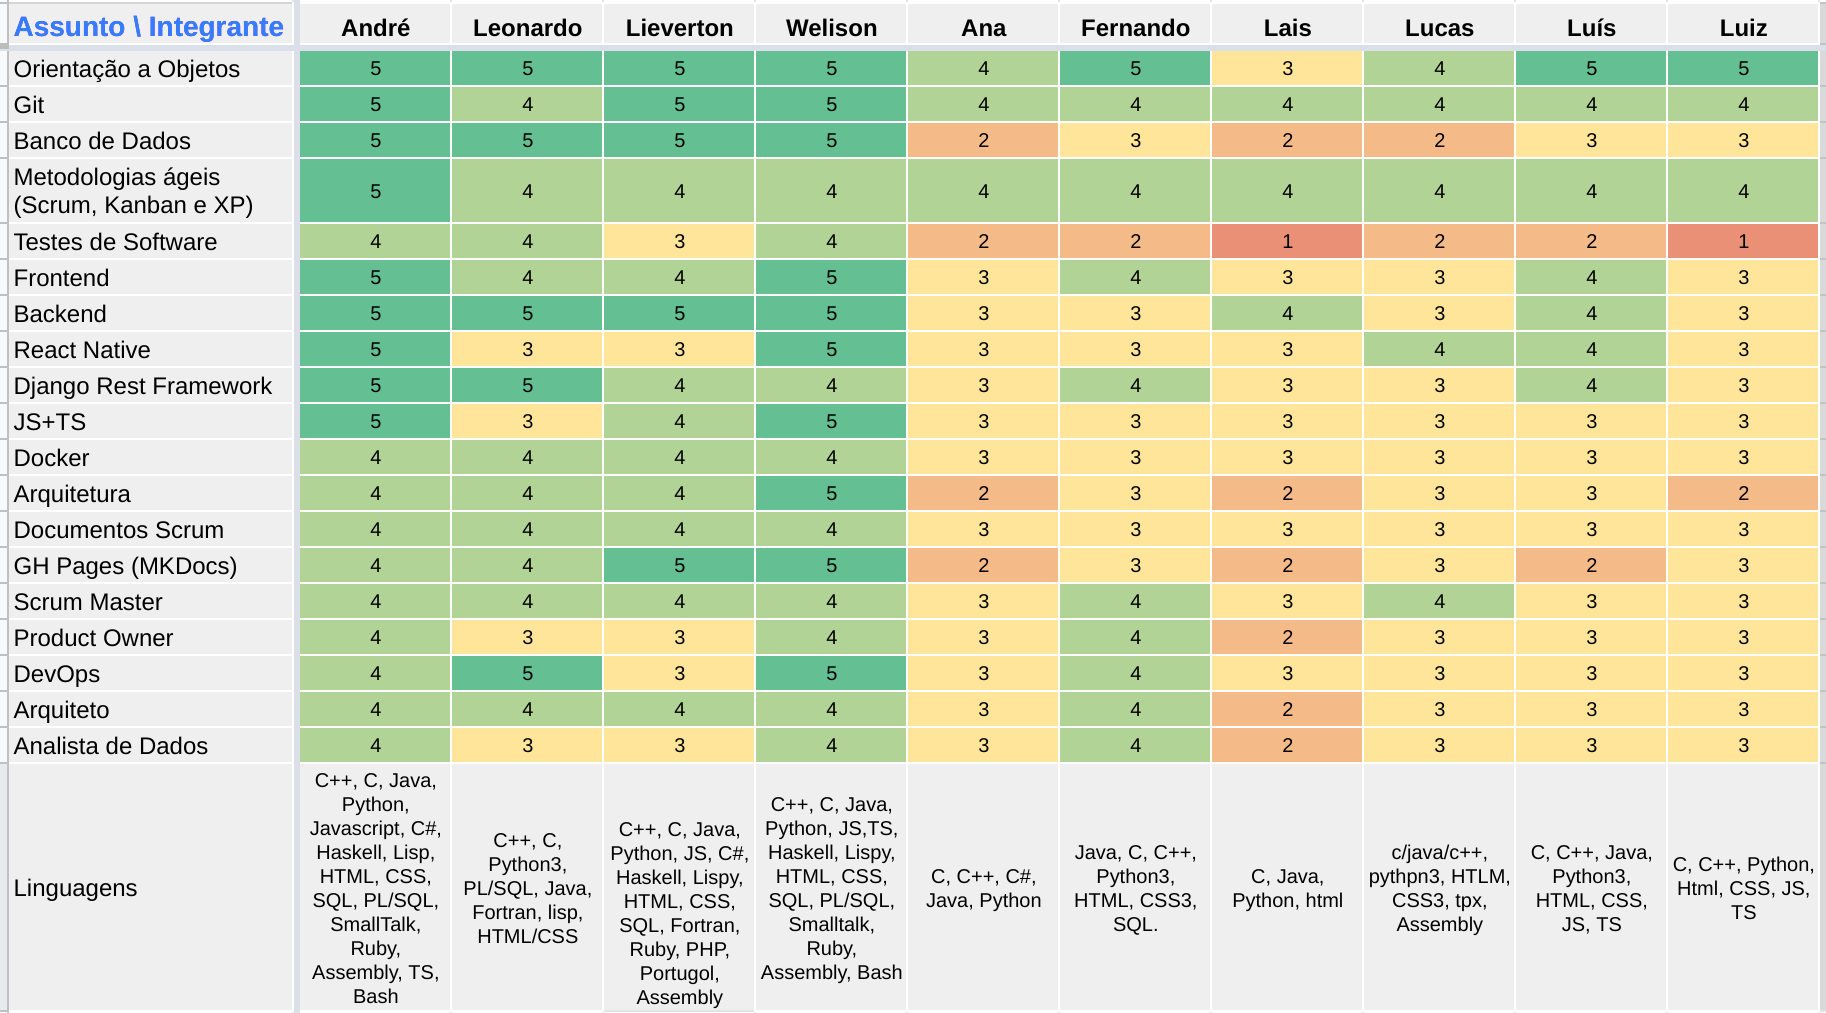 Assunto \ Integrante André Leonardo Lieverton Welison Ana Fernando Lais Lucas Luís Luiz
Orientação a Objetos 5 5 5 5 4 5 3 4 5 5
Git 5 4 5 5 4 4 4 4 4 4
Banco de Dados 5 5 5 5 2 3 2 2 3 3
Metodologias ágeis
(Scrum, Kanban e XP) 5 4 4 4 4 4 4 4 4 4
Testes de Software 4 4 3 4 2 2 1 2 2 1
Frontend 5 4 4 5 3 4 3 3 4 3
Backend 5 5 5 5 3 3 4 3 4 3
React Native 5 3 3 5 3 3 3 4 4 3
Django Rest Framework 5 5 4 4 3 4 3 3 4 3
JS+TS 5 3 4 5 3 3 3 3 3 3
Docker 4 4 4 4 3 3 3 3 3 3
Arquitetura 4 4 4 5 2 3 2 3 3 2
Documentos Scrum 4 4 4 4 3 3 3 3 3 3
GH Pages (MKDocs) 4 4 5 5 2 3 2 3 2 3
Scrum Master 4 4 4 4 3 4 3 4 3 3
Product Owner 4 3 3 4 3 4 2 3 3 3
DevOps 4 5 3 5 3 4 3 3 3 3
Arquiteto 4 4 4 4 3 4 2 3 3 3
Analista de Dados 4 3 3 4 3 4 2 3 3 3
Linguagens
C++, C, Java,
Python,
Javascript, C#,
Haskell, Lisp,
HTML, CSS,
SQL, PL/SQL,
SmallTalk,
Ruby,
Assembly, TS,
Bash
C++, C,
Python3,
PL/SQL, Java,
Fortran, lisp,
HTML/CSS
C++, C, Java,
Python, JS, C#,
Haskell, Lispy,
HTML, CSS,
SQL, Fortran,
Ruby, PHP,
Portugol,
Assembly
C++, C, Java,
Python, JS,TS,
Haskell, Lispy,
HTML, CSS,
SQL, PL/SQL,
Smalltalk,
Ruby,
Assembly, Bash
C, C++, C#,
Java, Python
Java, C, C++,
Python3,
HTML, CSS3,
SQL.
C, Java,
Python, html
c/java/c++,
pythpn3, HTLM,
CSS3, tpx,
Assembly
C, C++, Java,
Python3,
HTML, CSS,
JS, TS
C, C++, Python,
Html, CSS, JS,
TS